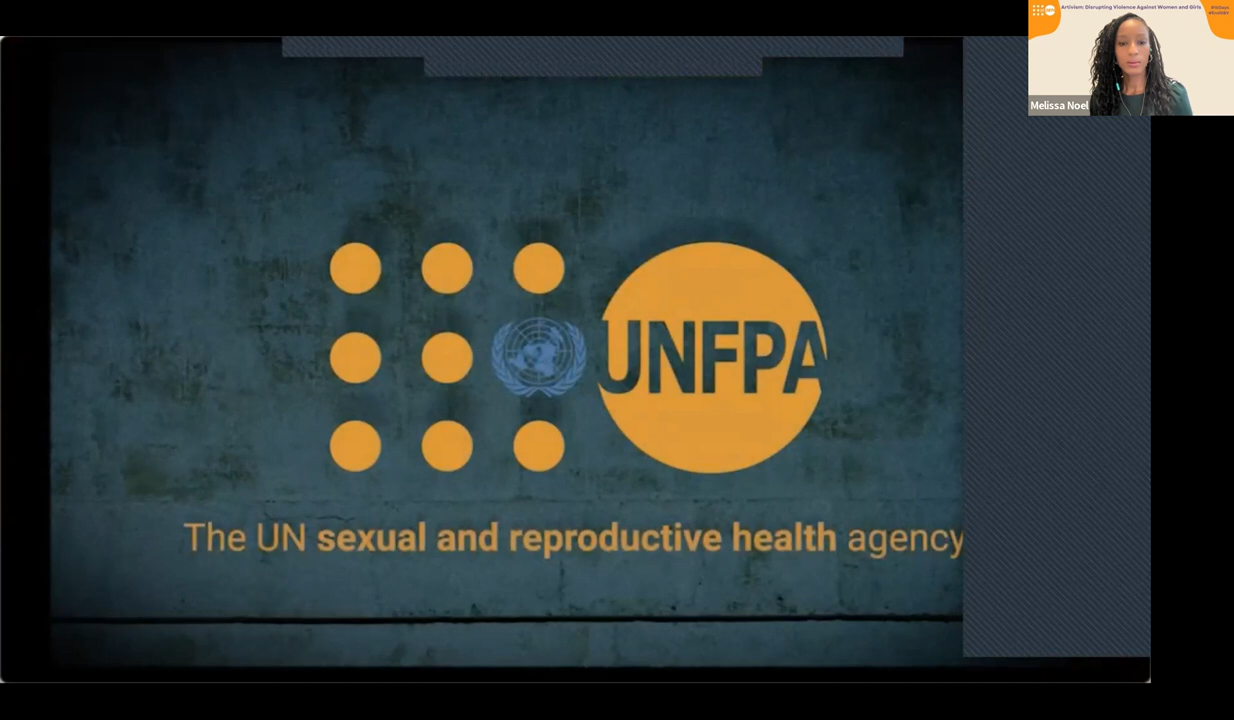 Artivism: Disrupting Violence Against Women and Girls
Melissa Noel
UNFPA
The UN sexual and reproductive health agency